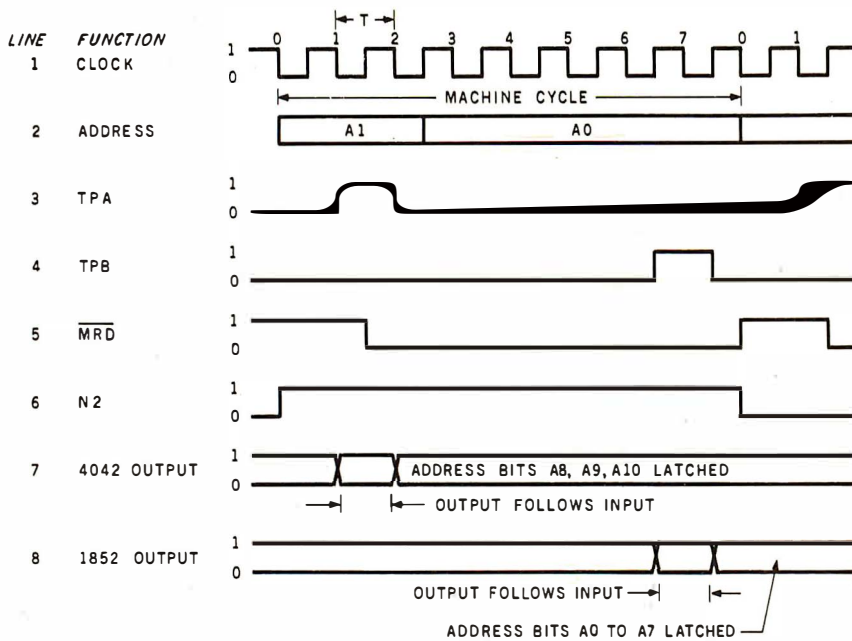 LINE FUNCTION
T
0 1 2 3 4 5 6 7 0 1
1 CLOCK 1 0
MACHINE CYCLE
2 ADDRESS A1 A0
3 TPA 1 0
4 TPB 1 0
5 MRD 1 0
6 N2 1 0
7 4042 OUTPUT 1 0 ADDRESS BITS A8, A9, A10 LATCHED
OUTPUT FOLLOWS INPUT
8 1852 OUTPUT 1 0
OUTPUT FOLLOWS INPUT
ADDRESS BITS A0 TO A7 LATCHED